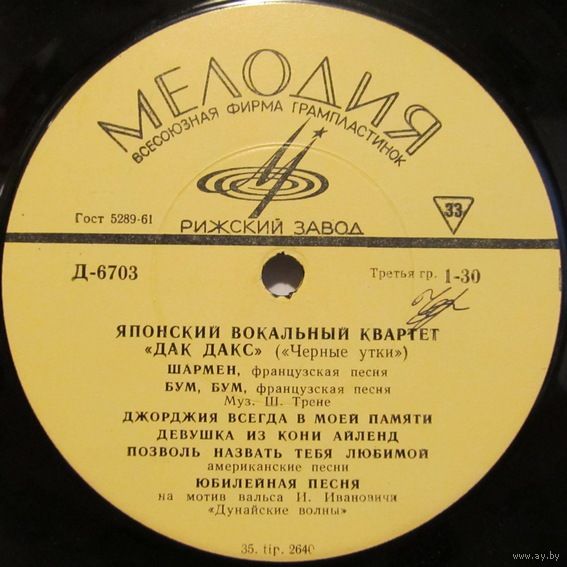 МЕЛОДИЯ
ВСЕСОЮЗНАЯ ФИРМА ГРАМПЛАСТИНОК
Гост 5289-61
33
РИЖСКИЙ ЗАВОД
Д-6703
Третья гр. 1-30
ЯПОНСКИЙ ВОКАЛЬНЫЙ КВАРТЕТ
«ДАК ДАКС» («Черные утки»)
ШАРМЕН, французская песня
БУМ, БУМ, французская песня
Муз. Ш. Трене
ДЖОРДЖИЯ ВСЕГДА В МОЕЙ ПАМЯТИ
ДЕВУШКА ИЗ КОНИ АЙЛЕНД
ПОЗВОЛЬ НАЗВАТЬ ТЕБЯ ЛЮБИМОЙ
американские песни
ЮБИЛЕЙНАЯ ПЕСНЯ
на мотив вальса И. Ивановичи
«Дунайские волны»
35. tip. 2640
www.ay.by